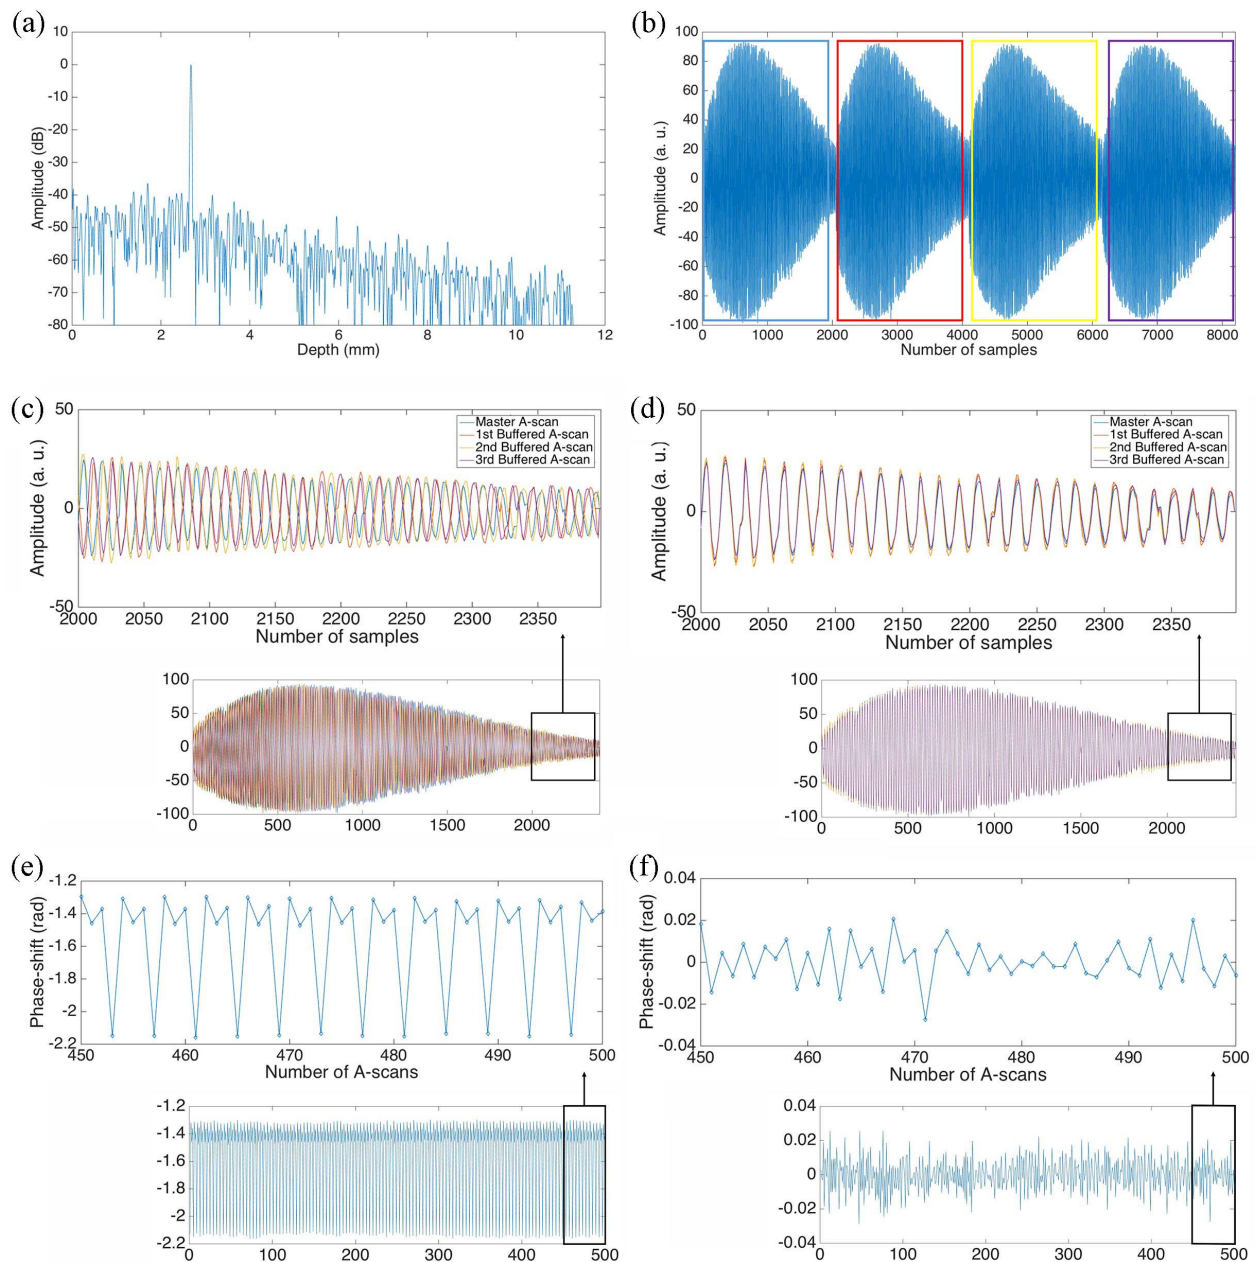 (a)
10
0
-10
-20
-30
-40
-50
-60
-70
-80
Amplitude (dB)
0 2 4 6 8 10 12
Depth (mm)
(b)
100
80
60
40
20
0
-20
-40
-60
-80
-100
Amplitude (a. u.)
0 1000 2000 3000 4000 5000 6000 7000 8000
Number of samples
(c)
50
0
-50
Amplitude (a. u.)
Master A-scan
1st Buffered A-scan
2nd Buffered A-scan
3rd Buffered A-scan
2000 2050 2100 2150 2200 2250 2300 2350
Number of samples
100
50
0
-50
-100
0 500 1000 1500 2000
(d)
50
0
-50
Amplitude (a. u.)
Master A-scan
1st Buffered A-scan
2nd Buffered A-scan
3rd Buffered A-scan
2000 2050 2100 2150 2200 2250 2300 2350
Number of samples
100
50
0
-50
-100
0 500 1000 1500 2000
(e)
-1.2
-1.4
-1.6
-1.8
-2
-2.2
Phase-shift (rad)
450 460 470 480 490 500
Number of A-scans
-1.2
-1.4
-1.6
-1.8
-2
-2.2
0 100 200 300 400 500
(f)
0.04
0.02
0
-0.02
-0.04
Phase-shift (rad)
450 460 470 480 490 500
Number of A-scans
0.04
0.02
0
-0.02
-0.04
0 100 200 300 400 500